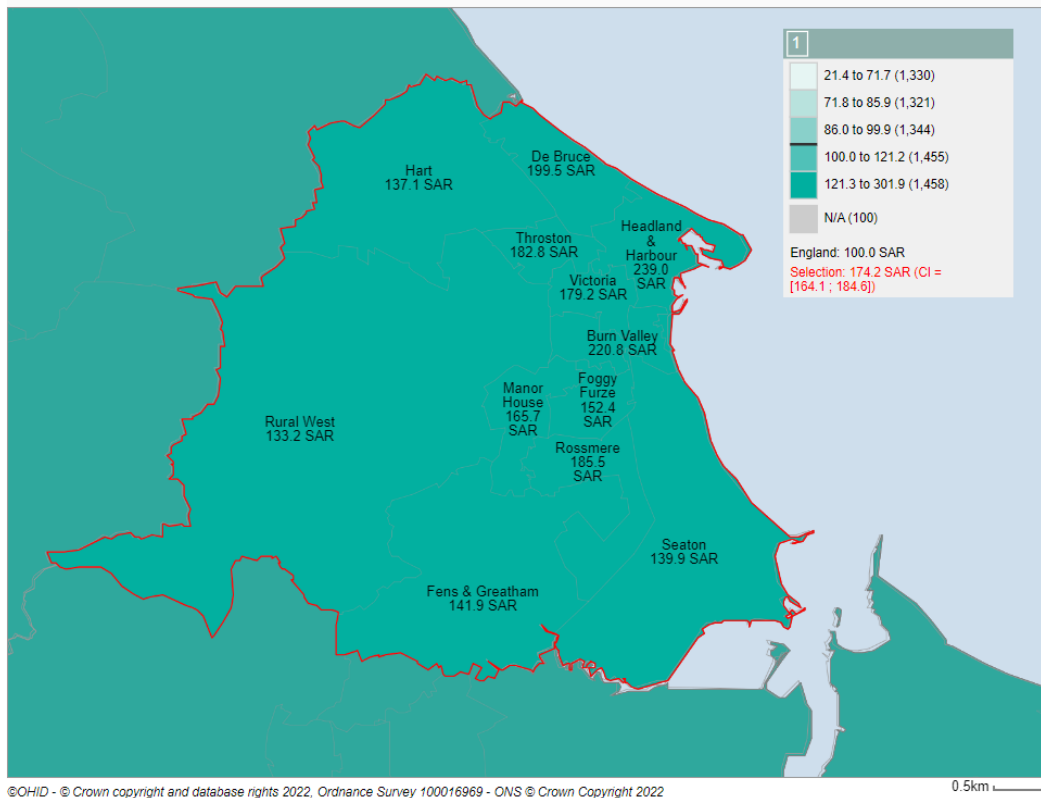 1
21.4 to 71.7 (1,330)
71.8 to 85.9 (1,321)
86.0 to 99.9 (1,344)
100.0 to 121.2 (1,455)
121.3 to 301.9 (1,458)
N/A (100)
England: 100.0 SAR
Selection: 174.2 SAR (CI =
[164.1 ; 184.6])
De Bruce
199.5 SAR
Hart
137.1 SAR
Headland
&
Harbour
239.0
SAR
Throston
182.8 SAR
Victoria
179.2 SAR
Burn Valley
220.8 SAR
Foggy
Furze
152.4
SAR
Manor
House
165.7
SAR
Rural West
133.2 SAR
Rossmere
185.5
SAR
Seaton
139.9 SAR
Fens & Greatham
141.9 SAR
©OHID - © Crown copyright and database rights 2022, Ordnance Survey 100016969 - ONS © Crown Copyright 2022
0.5km